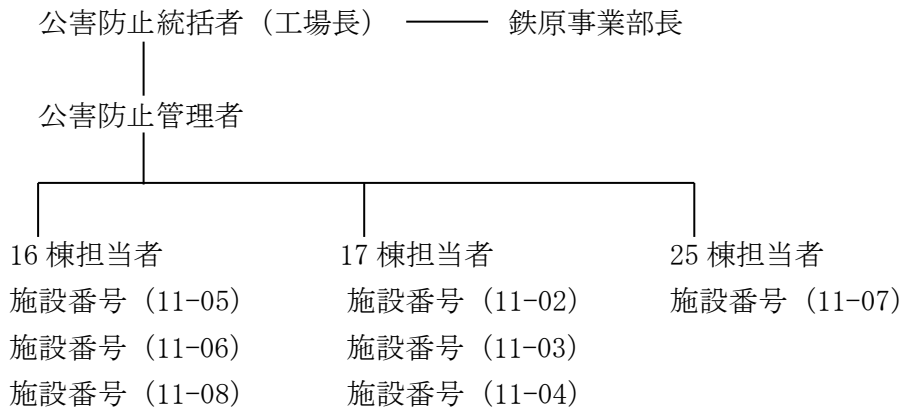 公害防止統括者（工場長） 鉄原事業部長
公害防止管理者
16 棟担当者 17 棟担当者 25 棟担当者
施設番号（11-05） 施設番号（11-02） 施設番号（11-07）
施設番号（11-06） 施設番号（11-03）
施設番号（11-08） 施設番号（11-04）